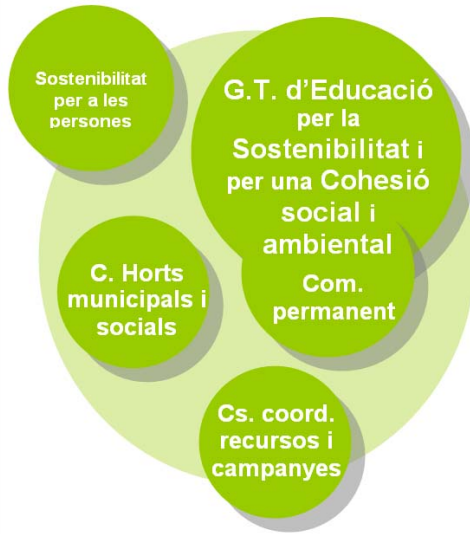 Sostenibilitat
per a les
persones
G.T. d'Educació
per la
Sostenibilitat i
per una Cohesió
social i
ambiental
Com.
permanent
C. Horts
municipals i
socials
Cs. coord.
recursos i
campanyes